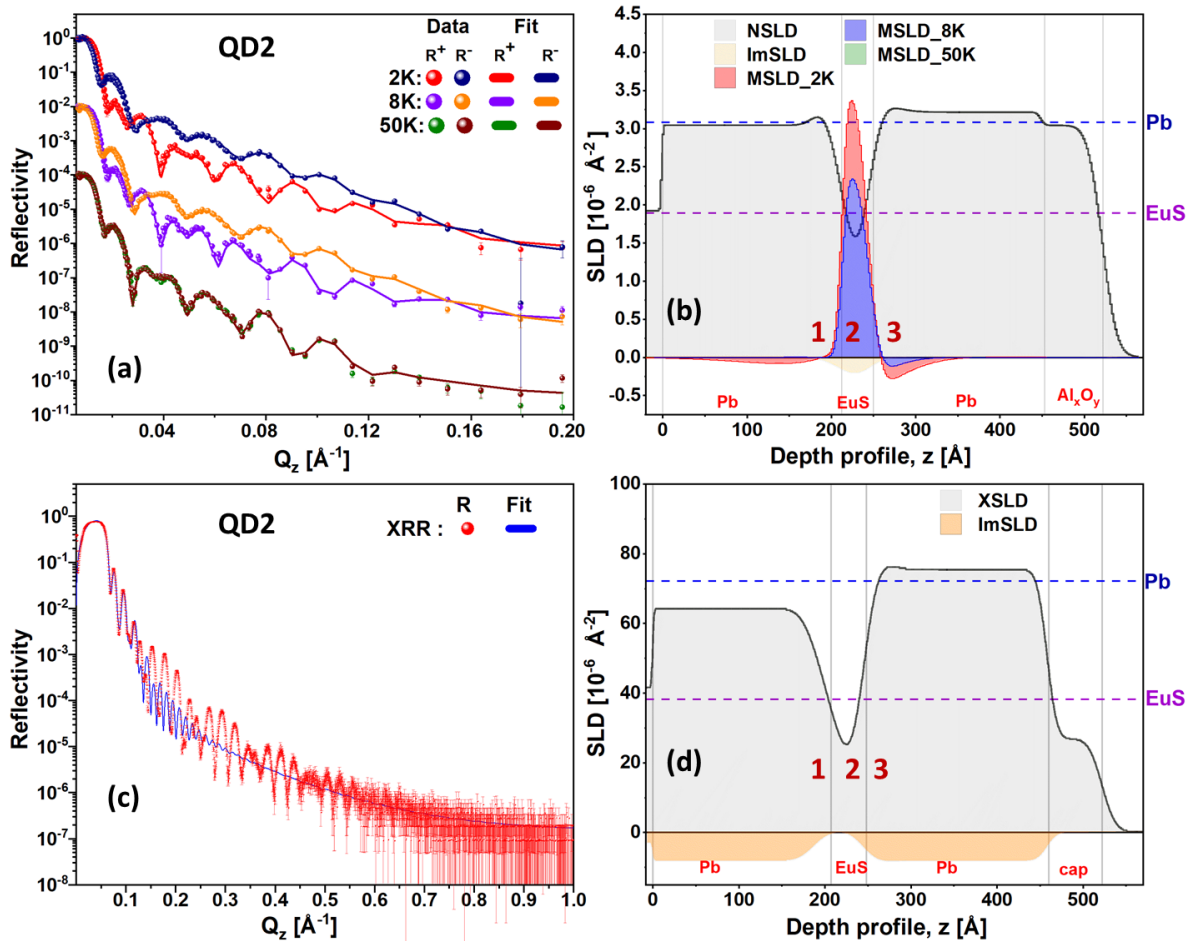 QD2
Data Fit
R⁺ R⁻ R⁺ R⁻
2K:
8K:
50K:
10⁰
10⁻¹
10⁻²
10⁻³
10⁻⁴
10⁻⁵
10⁻⁶
10⁻⁷
10⁻⁸
10⁻⁹
10⁻¹⁰
10⁻¹¹
Reflectivity
(a)
0.04 0.08 0.12 0.16 0.20
Q_z [Å⁻¹]
NSLD MSLD_8K
ImSLD MSLD_50K
MSLD_2K
4.5
4.0
3.5
3.0
2.5
2.0
1.5
1.0
0.5
0.0
-0.5
SLD [10⁻⁶ Å⁻²]
Pb
EuS
(b)
1 2 3
Pb EuS Pb AlₓOᵧ
0 100 200 300 400 500
Depth profile, z [Å]
QD2
R Fit
XRR :
10⁰
10⁻¹
10⁻²
10⁻³
10⁻⁴
10⁻⁵
10⁻⁶
10⁻⁷
10⁻⁸
Reflectivity
(c)
0.1 0.2 0.3 0.4 0.5 0.6 0.7 0.8 0.9 1.0
Q_z [Å⁻¹]
XSLD
ImSLD
100
80
60
40
20
0
SLD [10⁻⁶ Å⁻²]
Pb
EuS
(d)
1 2 3
Pb EuS Pb cap
0 100 200 300 400 500
Depth profile, z [Å]